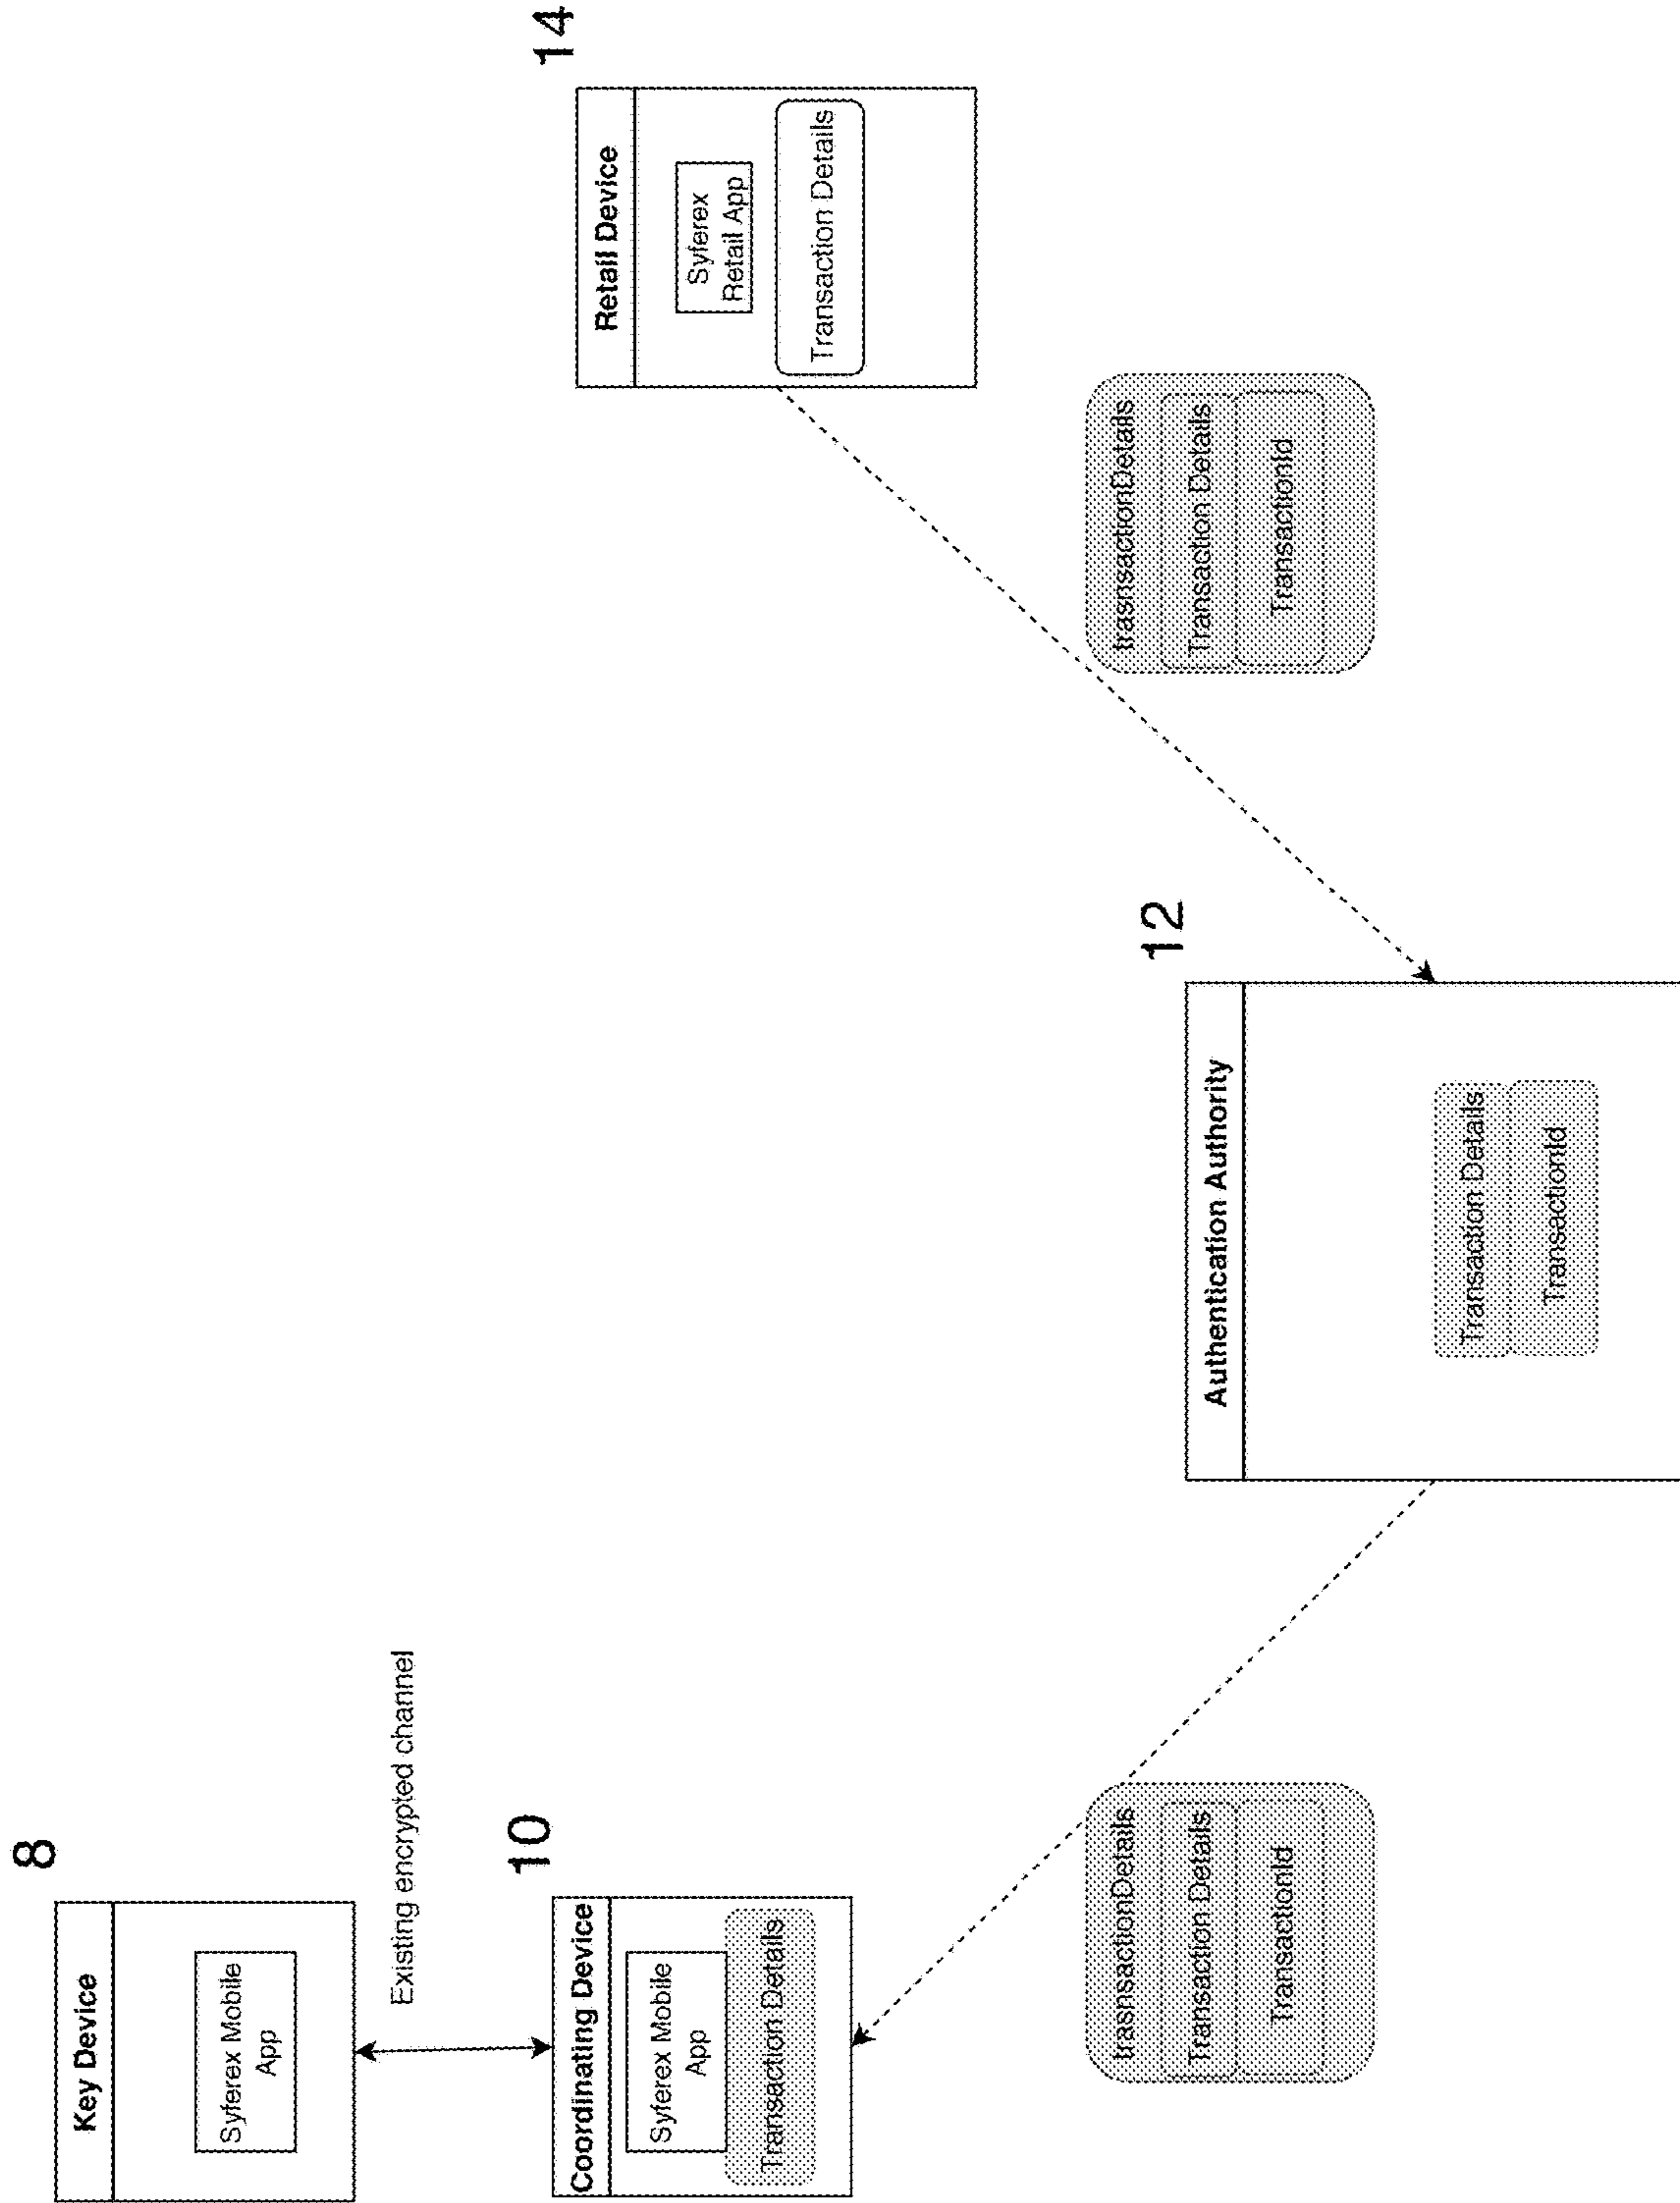 8
Key Device
Syferex Mobile
App
Existing encrypted channel
10
Coordinating Device
Syferex Mobile
App
Transaction Details
trasnsactionDetails
Transaction Details
TransactionId
12
Authentication Authority
Transaction Details
TransactionId
14
Retail Device
Syferex
Retail App
Transaction Details
trasnsactionDetails
Transaction Details
TransactionId